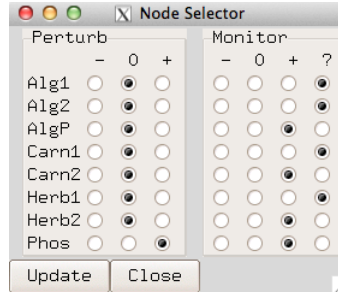 Node Selector
Perturb Monitor
- 0 + - 0 + ?
Alg1
Alg2
AlgP
Carn1
Carn2
Herb1
Herb2
Phos
Update Close